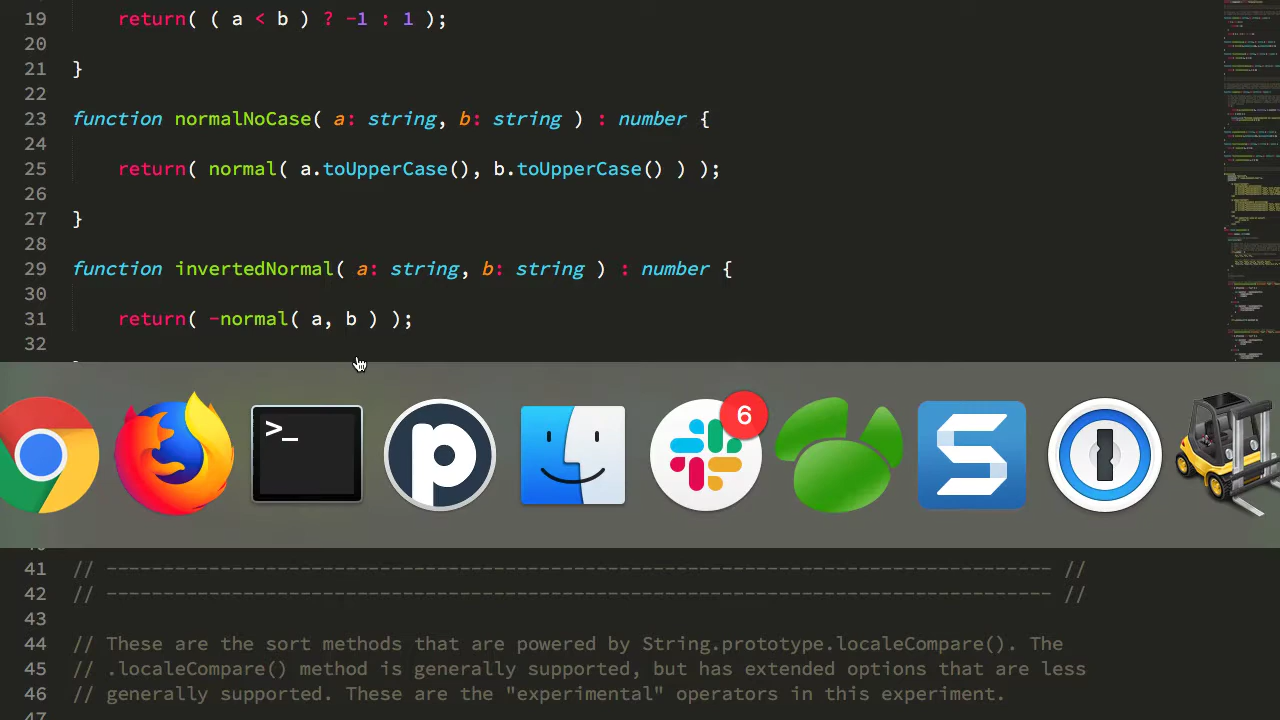 19 return( ( a < b ) ? -1 : 1 );
20
21 }
22
23 function normalNoCase( a: string, b: string ) : number {
24
25 return( normal( a.toUpperCase(), b.toUpperCase() ) );
26
27 }
28
29 function invertedNormal( a: string, b: string ) : number {
30
31 return( -normal( a, b ) );
32
>_
p
6
S
41 // ----------------------------------------------------------------------------------- //
42 // ----------------------------------------------------------------------------------- //
43
44 // These are the sort methods that are powered by String.prototype.localeCompare(). The
45 // .localeCompare() method is generally supported, but has extended options that are less
46 // generally supported. These are the "experimental" operators in this experiment.
47